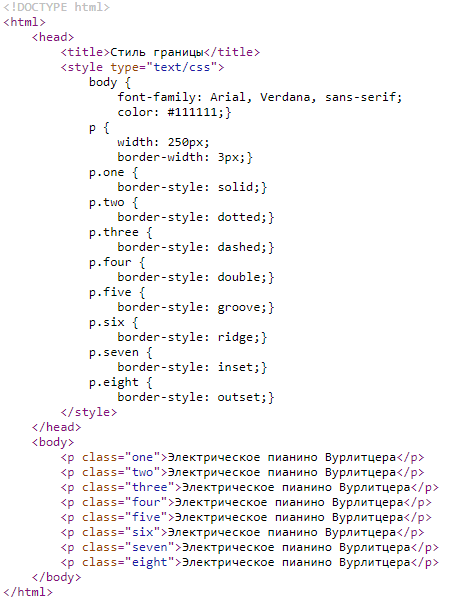 <!DOCTYPE html>
<html>
    <head>
        <title>Стиль границы</title>
        <style type="text/css">
            body {
                font-family: Arial, Verdana, sans-serif;
                color: #111111;}
            p {
                width: 250px;
                border-width: 3px;}
            p.one {
                border-style: solid;}
            p.two {
                border-style: dotted;}
            p.three {
                border-style: dashed;}
            p.four {
                border-style: double;}
            p.five {
                border-style: groove;}
            p.six {
                border-style: ridge;}
            p.seven {
                border-style: inset;}
            p.eight {
                border-style: outset;}
        </style>
    </head>
    <body>
        <p class="one">Электрическое пианино Вурлитцера</p>
        <p class="two">Электрическое пианино Вурлитцера</p>
        <p class="three">Электрическое пианино Вурлитцера</p>
        <p class="four">Электрическое пианино Вурлитцера</p>
        <p class="five">Электрическое пианино Вурлитцера</p>
        <p class="six">Электрическое пианино Вурлитцера</p>
        <p class="seven">Электрическое пианино Вурлитцера</p>
        <p class="eight">Электрическое пианино Вурлитцера</p>
    </body>
</html>